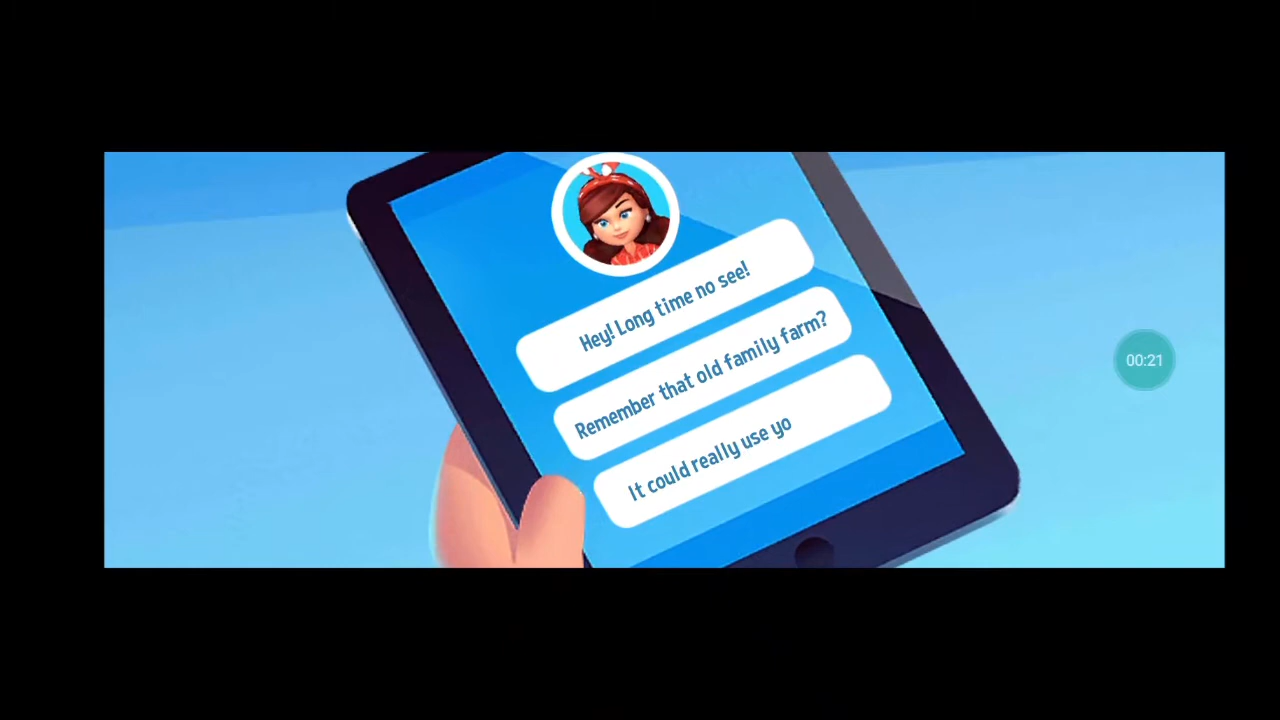 Hey! Long time no see!
Remember that old family farm?
It could really use yo
00:21